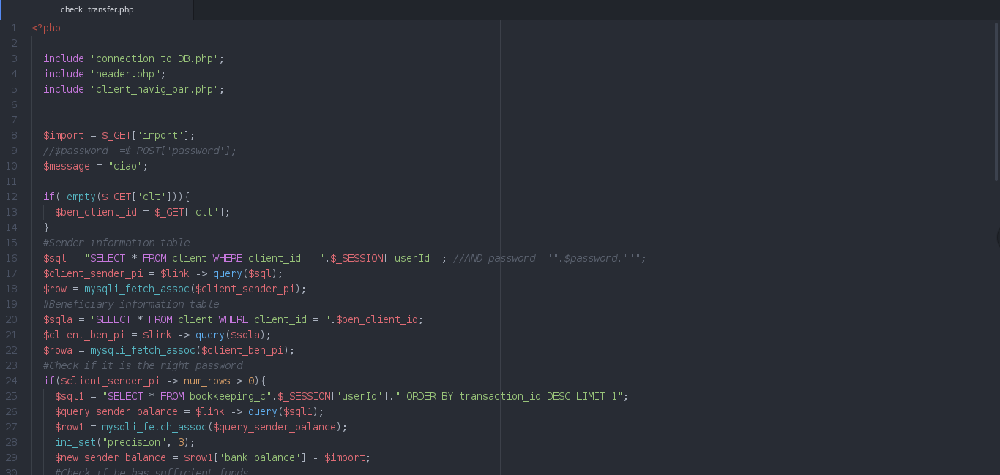 check_transfer.php
1 <?php
2
3 include "connection_to_DB.php";
4 include "header.php";
5 include "client_navig_bar.php";
6
7
8 $import = $_GET['import'];
9 //$password  =$_POST['password'];
10 $message = "ciao";
11
12 if(!empty($_GET['clt'])){
13 $ben_client_id = $_GET['clt'];
14 }
15 #Sender information table
16 $sql = "SELECT * FROM client WHERE client_id = ".$_SESSION['userId']; //AND password ='".$password."'";
17 $client_sender_pi = $link -> query($sql);
18 $row = mysqli_fetch_assoc($client_sender_pi);
19 #Beneficiary information table
20 $sqla = "SELECT * FROM client WHERE client_id = ".$ben_client_id;
21 $client_ben_pi = $link -> query($sqla);
22 $rowa = mysqli_fetch_assoc($client_ben_pi);
23 #Check if it is the right password
24 if($client_sender_pi -> num_rows > 0){
25 $sql1 = "SELECT * FROM bookkeeping_c".$_SESSION['userId']." ORDER BY transaction_id DESC LIMIT 1";
26 $query_sender_balance = $link -> query($sql1);
27 $row1 = mysqli_fetch_assoc($query_sender_balance);
28 ini_set("precision", 3);
29 $new_sender_balance = $row1['bank_balance'] - $import;
30 #Check if he has sufficient funds